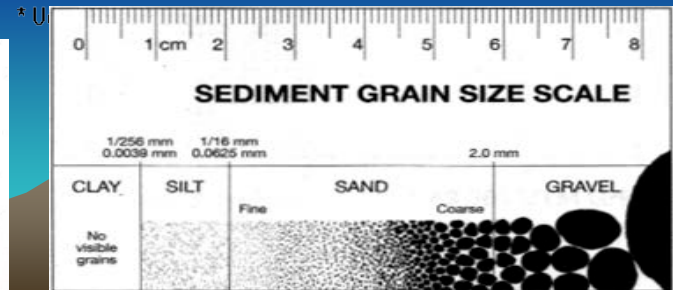 *
0 1 cm 2 3 4 5 6 7 8
SEDIMENT GRAIN SIZE SCALE
1/256 mm 1/16 mm
0.0039 mm 0.0625 mm 2.0 mm
CLAY SILT SAND GRAVEL
Fine Coarse
No
visible
grains